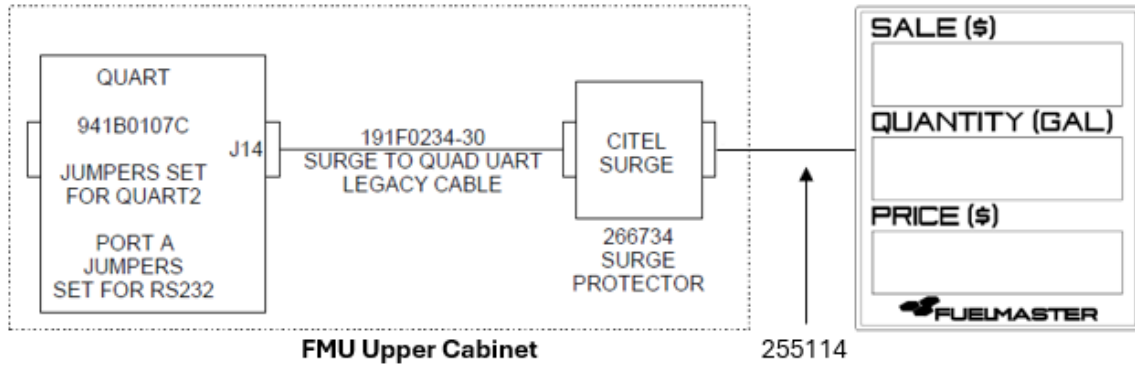 QUART
941B0107C
J14
JUMPERS SET
FOR QUART2
PORT A
JUMPERS
SET FOR RS232
191F0234-30
SURGE TO QUAD UART
LEGACY CABLE
CITEL
SURGE
266734
SURGE
PROTECTOR
FMU Upper Cabinet
255114
SALE ($)
QUANTITY (GAL)
PRICE ($)
FUELMASTER